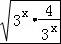 √(3^x * 4/3^x)